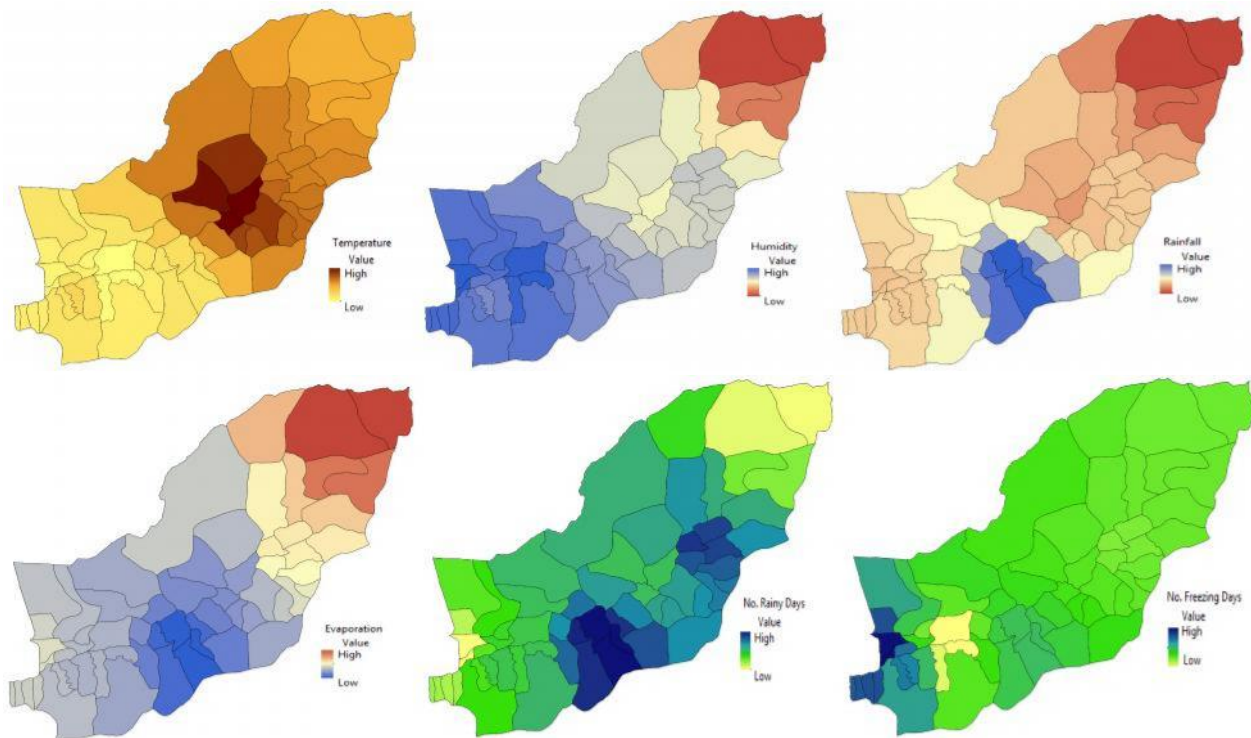 Temperature
Value
High
Low
Humidity
Value
High
Low
Rainfall
Value
High
Low
Evaporation
Value
High
Low
No. Rainy Days
Value
High
Low
No. Freezing Days
Value
High
Low